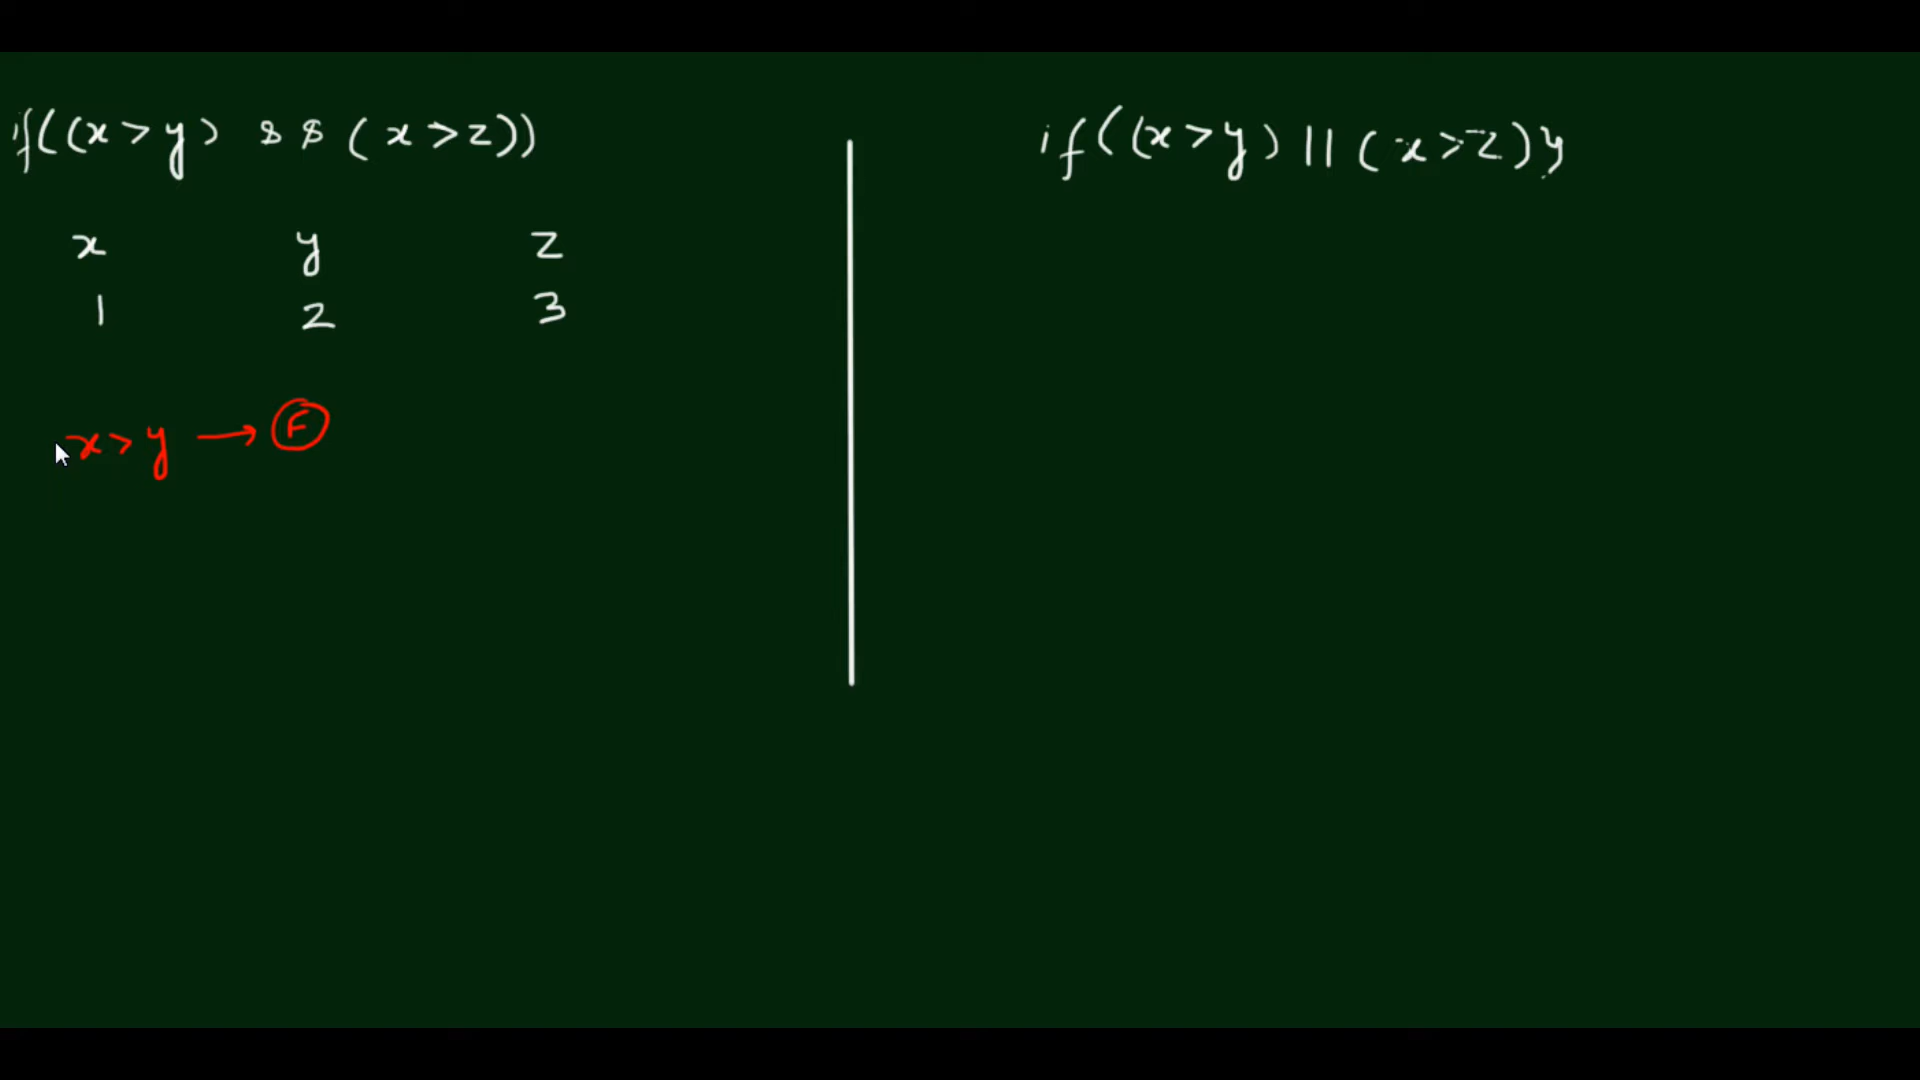 if((x>y) && (x>z))
x y z
1 2 3
x>y → F
if((x>y) || (x>z))